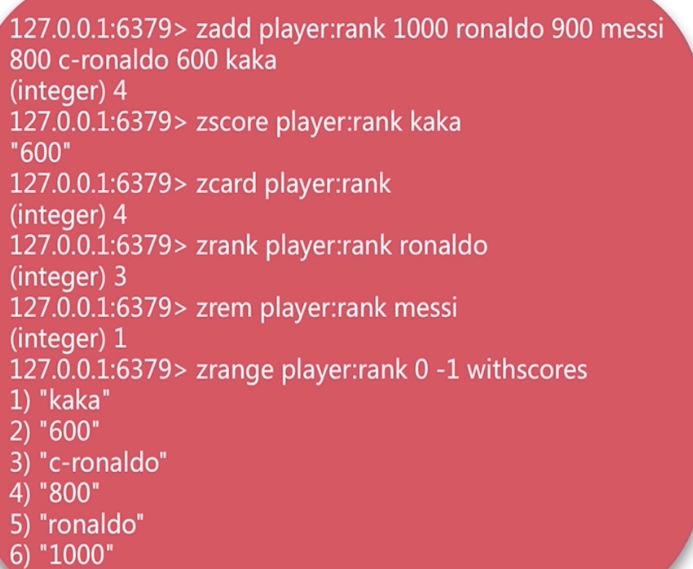 127.0.0.1:6379> zadd player:rank 1000 ronaldo 900 messi
800 c-ronaldo 600 kaka
(integer) 4
127.0.0.1:6379> zscore player:rank kaka
"600"
127.0.0.1:6379> zcard player:rank
(integer) 4
127.0.0.1:6379> zrank player:rank ronaldo
(integer) 3
127.0.0.1:6379> zrem player:rank messi
(integer) 1
127.0.0.1:6379> zrange player:rank 0 -1 withscores
1) "kaka"
2) "600"
3) "c-ronaldo"
4) "800"
5) "ronaldo"
6) "1000"